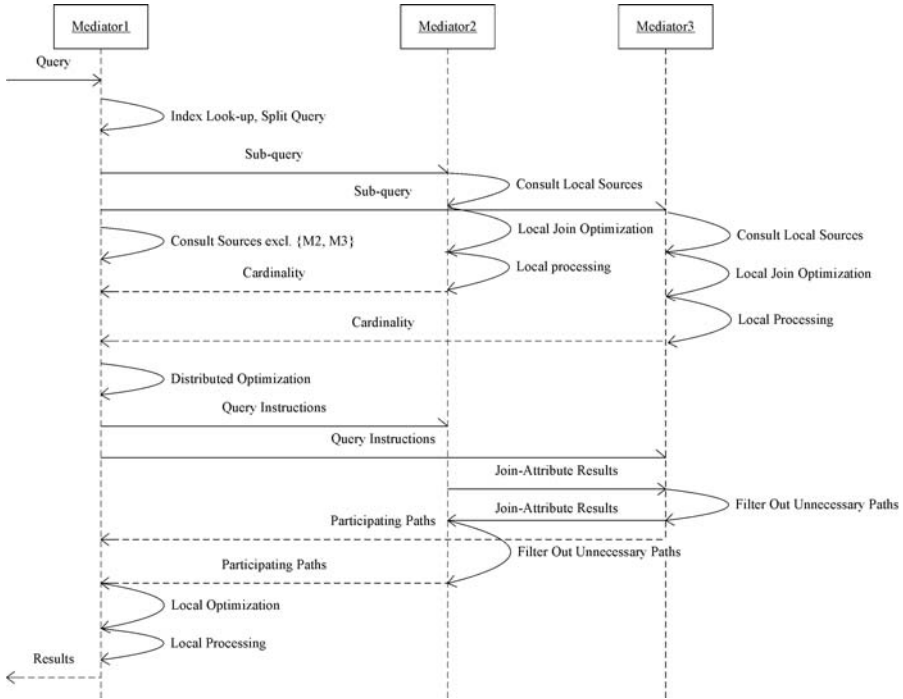 Mediator1
Mediator2
Mediator3
Query
Index Look-up, Split Query
Sub-query
Consult Local Sources
Sub-query
Local Join Optimization
Consult Local Sources
Consult Sources excl. {M2, M3}
Local processing
Cardinality
Local Join Optimization
Cardinality
Local Processing
Distributed Optimization
Query Instructions
Query Instructions
Join-Attribute Results
Filter Out Unnecessary Paths
Join-Attribute Results
Participating Paths
Filter Out Unnecessary Paths
Participating Paths
Local Optimization
Local Processing
Results